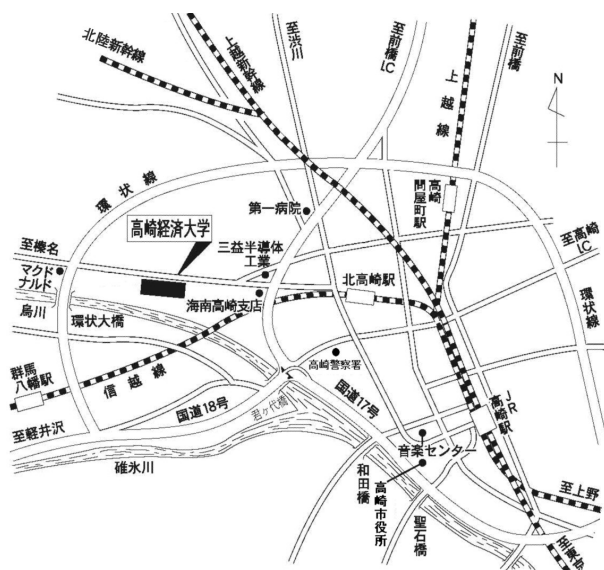 北陸新幹線
上越新幹線
至渋川
至前橋
I.C
上越線
至前橋
N
環状線
第一病院
高崎
問屋町駅
高崎経済大学
至榛名
三益半導体
工業
至高崎
I.C
マクド
ナルド
北高崎駅
海南高崎支店
烏川
環状大橋
環状線
高崎警察署
群馬
八幡駅
信越線
国道18号
君ヶ代橋
国道17号
JR
高崎駅
至軽井沢
碓氷川
音楽センター
和田橋
高崎市役所
聖石橋
至上野
至東京